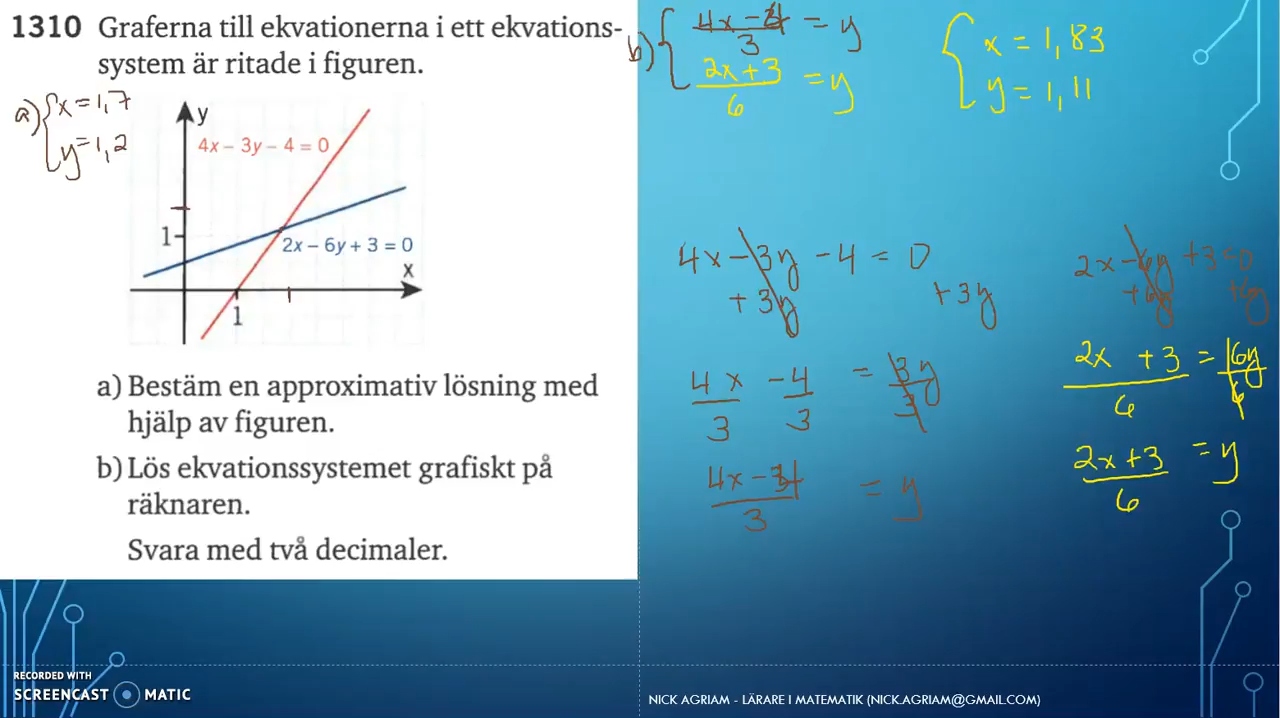 1310 Graferna till ekvationerna i ett ekvations-
system är ritade i figuren.
a) { x = 1,7
y = 1,2
y
4x – 3y – 4 = 0
1
2x – 6y + 3 = 0
x
1
a) Bestäm en approximativ lösning med
hjälp av figuren.
b) Lös ekvationssystemet grafiskt på
räknaren.
Svara med två decimaler.
b) { (4x – 4)/3 = y
(2x + 3)/6 = y
{ x = 1,83
y = 1,11
4x – 3y – 4 = 0
+ 3y + 3y
4x/3 – 4/3 = 3y/3
(4x – 4)/3 = y
2x – 6y + 3 = 0
+6y +6y
(2x + 3)/6 = 6y/6
(2x + 3)/6 = y
RECORDED WITH
SCREENCAST MATIC
NICK AGRIAM - LÄRARE I MATEMATIK (NICK.AGRIAM@GMAIL.COM)